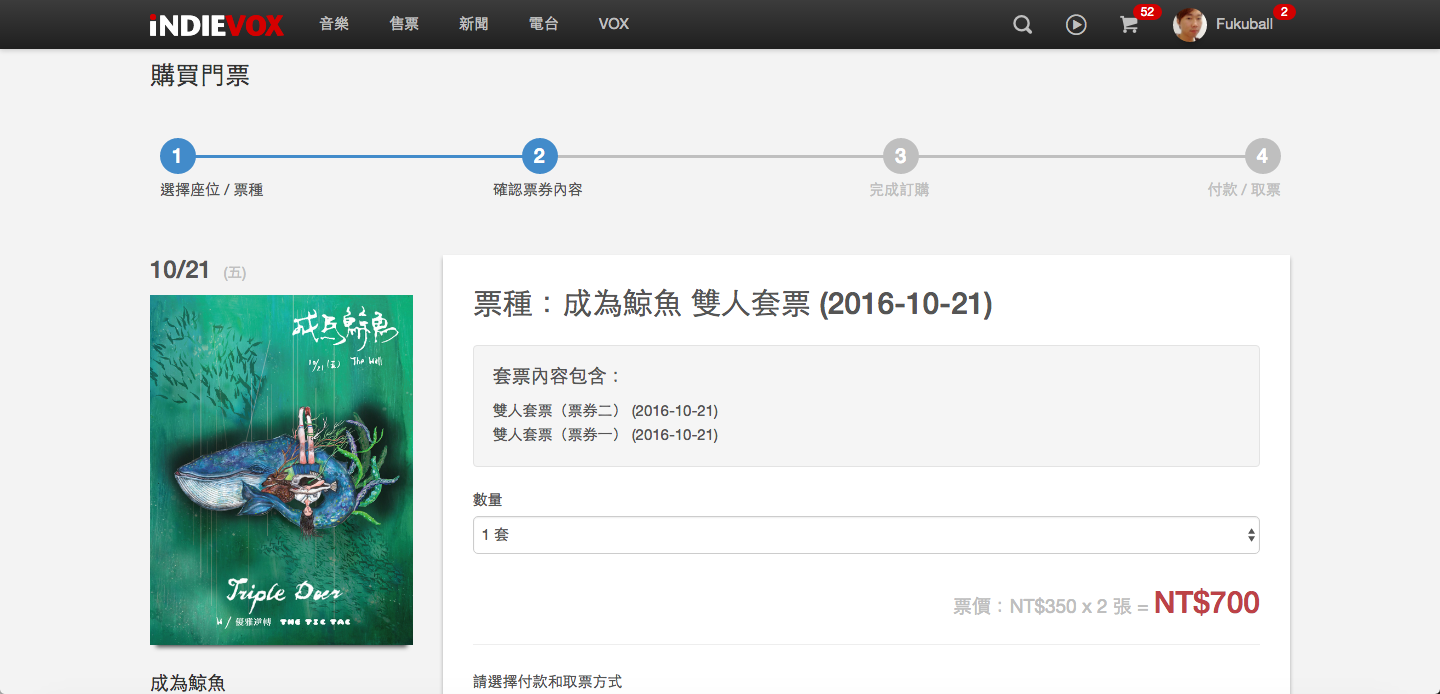 iNDIEVOX 音樂 售票 新聞 電台 VOX 52 Fukuball 2
購買門票
1 2 3 4
選擇座位 / 票種 確認票券內容 完成訂購 付款 / 取票
10/21 (五)
成為鯨魚
10/21 (五) The Wall
Triple Deer
w/ 優雅逆轉 THE TIC TAC
成為鯨魚
票種：成為鯨魚 雙人套票 (2016-10-21)
套票內容包含：
雙人套票（票券二） (2016-10-21)
雙人套票（票券一） (2016-10-21)
數量
1 套
票價：NT$350 x 2 張 = NT$700
請選擇付款和取票方式